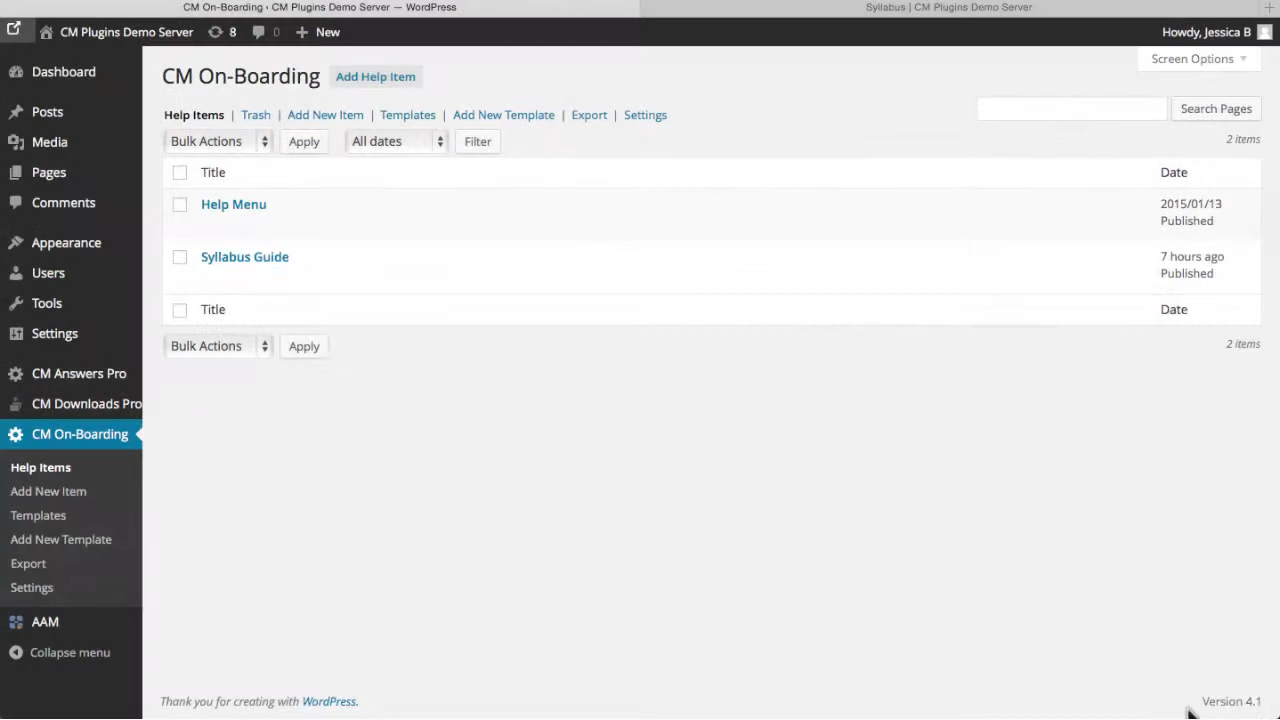 CM On-Boarding ‹ CM Plugins Demo Server — WordPress
Syllabus | CM Plugins Demo Server
CM Plugins Demo Server 8 0 New
Howdy, Jessica B
Screen Options
CM On-Boarding Add Help Item
Help Items | Trash | Add New Item | Templates | Add New Template | Export | Settings
Search Pages
Bulk Actions Apply All dates Filter
2 items
Title Date
Help Menu 2015/01/13
Published
Syllabus Guide 7 hours ago
Published
Title Date
Bulk Actions Apply
2 items
Dashboard
Posts
Media
Pages
Comments
Appearance
Users
Tools
Settings
CM Answers Pro
CM Downloads Pro
CM On-Boarding
Help Items
Add New Item
Templates
Add New Template
Export
Settings
AAM
Collapse menu
Thank you for creating with WordPress.
Version 4.1